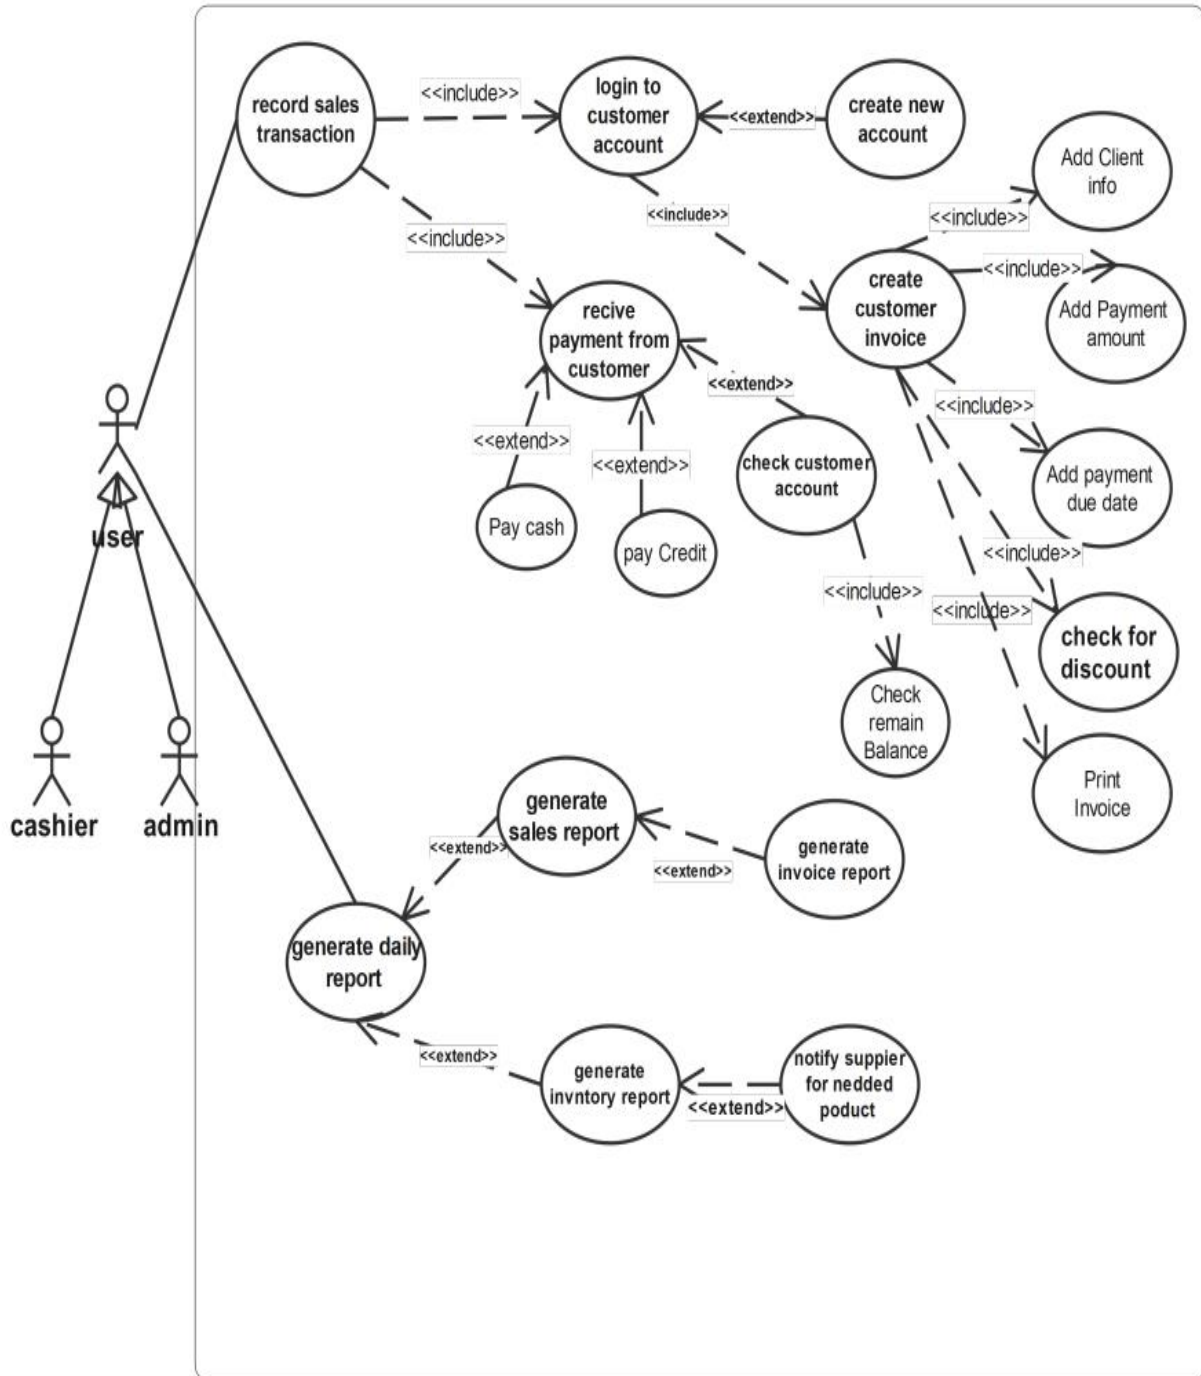 record sales
transaction
<<include>>
login to
customer
account
<<extend>>
create new
account
Add Client
info
<<include>>
<<include>>
<<include>>
<<include>>
create
customer
invoice
Add Payment
amount
recive
payment from
customer
<<extend>>
<<include>>
<<extend>>
<<extend>>
check customer
account
Add payment
due date
Pay cash
pay Credit
<<include>>
<<include>>
<<include>>
check for
discount
user
Check
remain
Balance
Print
Invoice
cashier
admin
generate
sales report
<<extend>>
<<extend>>
generate
invoice report
generate daily
report
<<extend>>
generate
invntory report
<<extend>>
notify suppier
for nedded
poduct